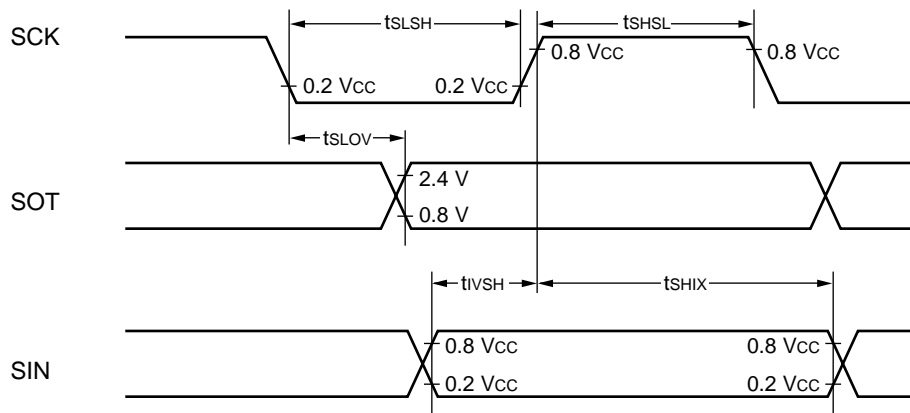 tSLSH
tSHSL
SCK
0.8 VCC
0.8 VCC
0.2 VCC
0.2 VCC
tSLOV
2.4 V
SOT
0.8 V
tIVSH
tSHIX
0.8 VCC
0.8 VCC
SIN
0.2 VCC
0.2 VCC